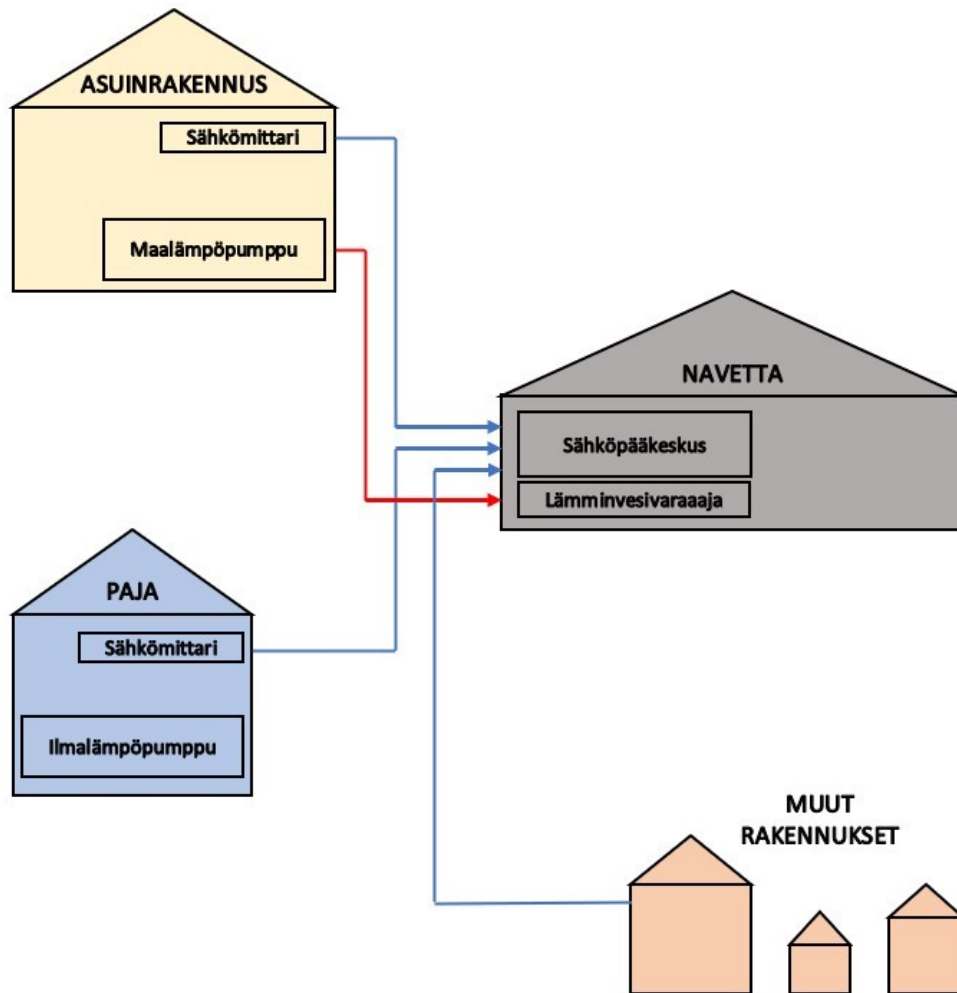 ASUINRAKENNUS
Sähkömittari
Maalämpöpumppu
NAVETTA
Sähköpääkeskus
Lämminvesivaraaaja
PAJA
Sähkömittari
Ilmalämpöpumppu
MUUT
RAKENNUKSET